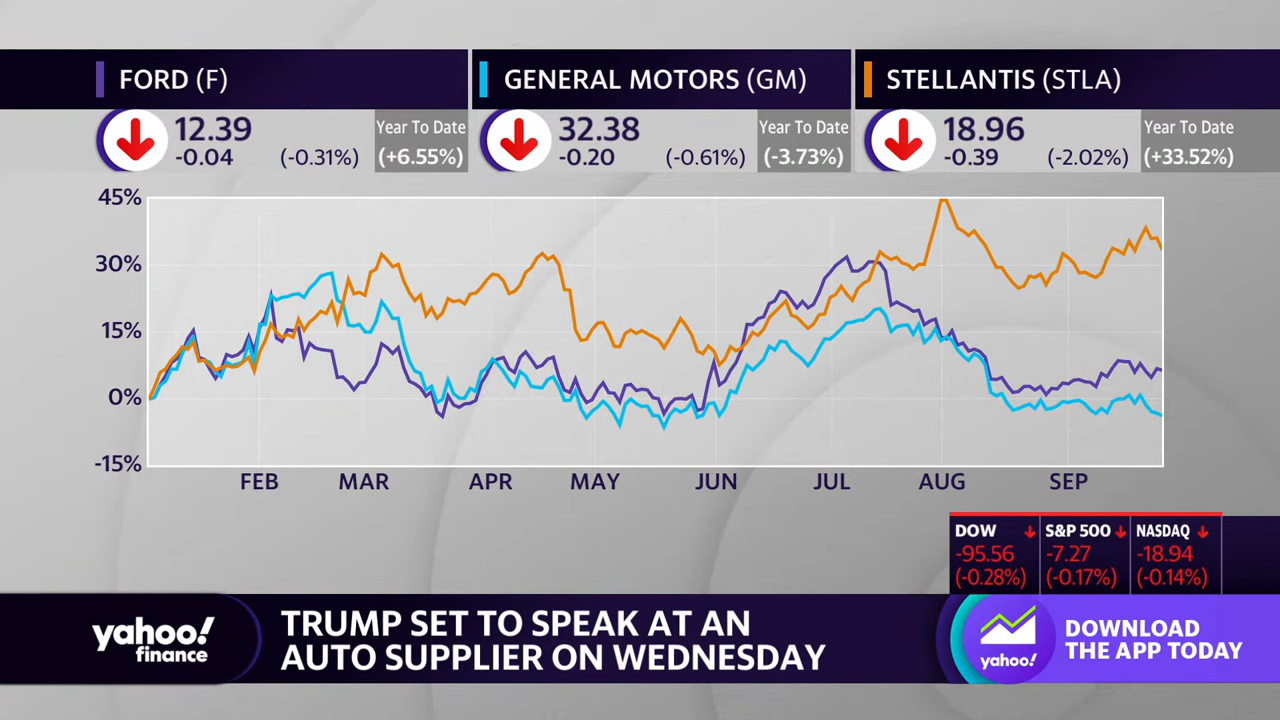 FORD (F)
12.39
-0.04 (-0.31%)
Year To Date
(+6.55%)
GENERAL MOTORS (GM)
32.38
-0.20 (-0.61%)
Year To Date
(-3.73%)
STELLANTIS (STLA)
18.96
-0.39 (-2.02%)
Year To Date
(+33.52%)
45%
30%
15%
0%
-15%
FEB MAR APR MAY JUN JUL AUG SEP
DOW
-95.56
(-0.28%)
S&P 500
-7.27
(-0.17%)
NASDAQ
-18.94
(-0.14%)
yahoo!
finance
TRUMP SET TO SPEAK AT AN
AUTO SUPPLIER ON WEDNESDAY
yahoo!
DOWNLOAD
THE APP TODAY